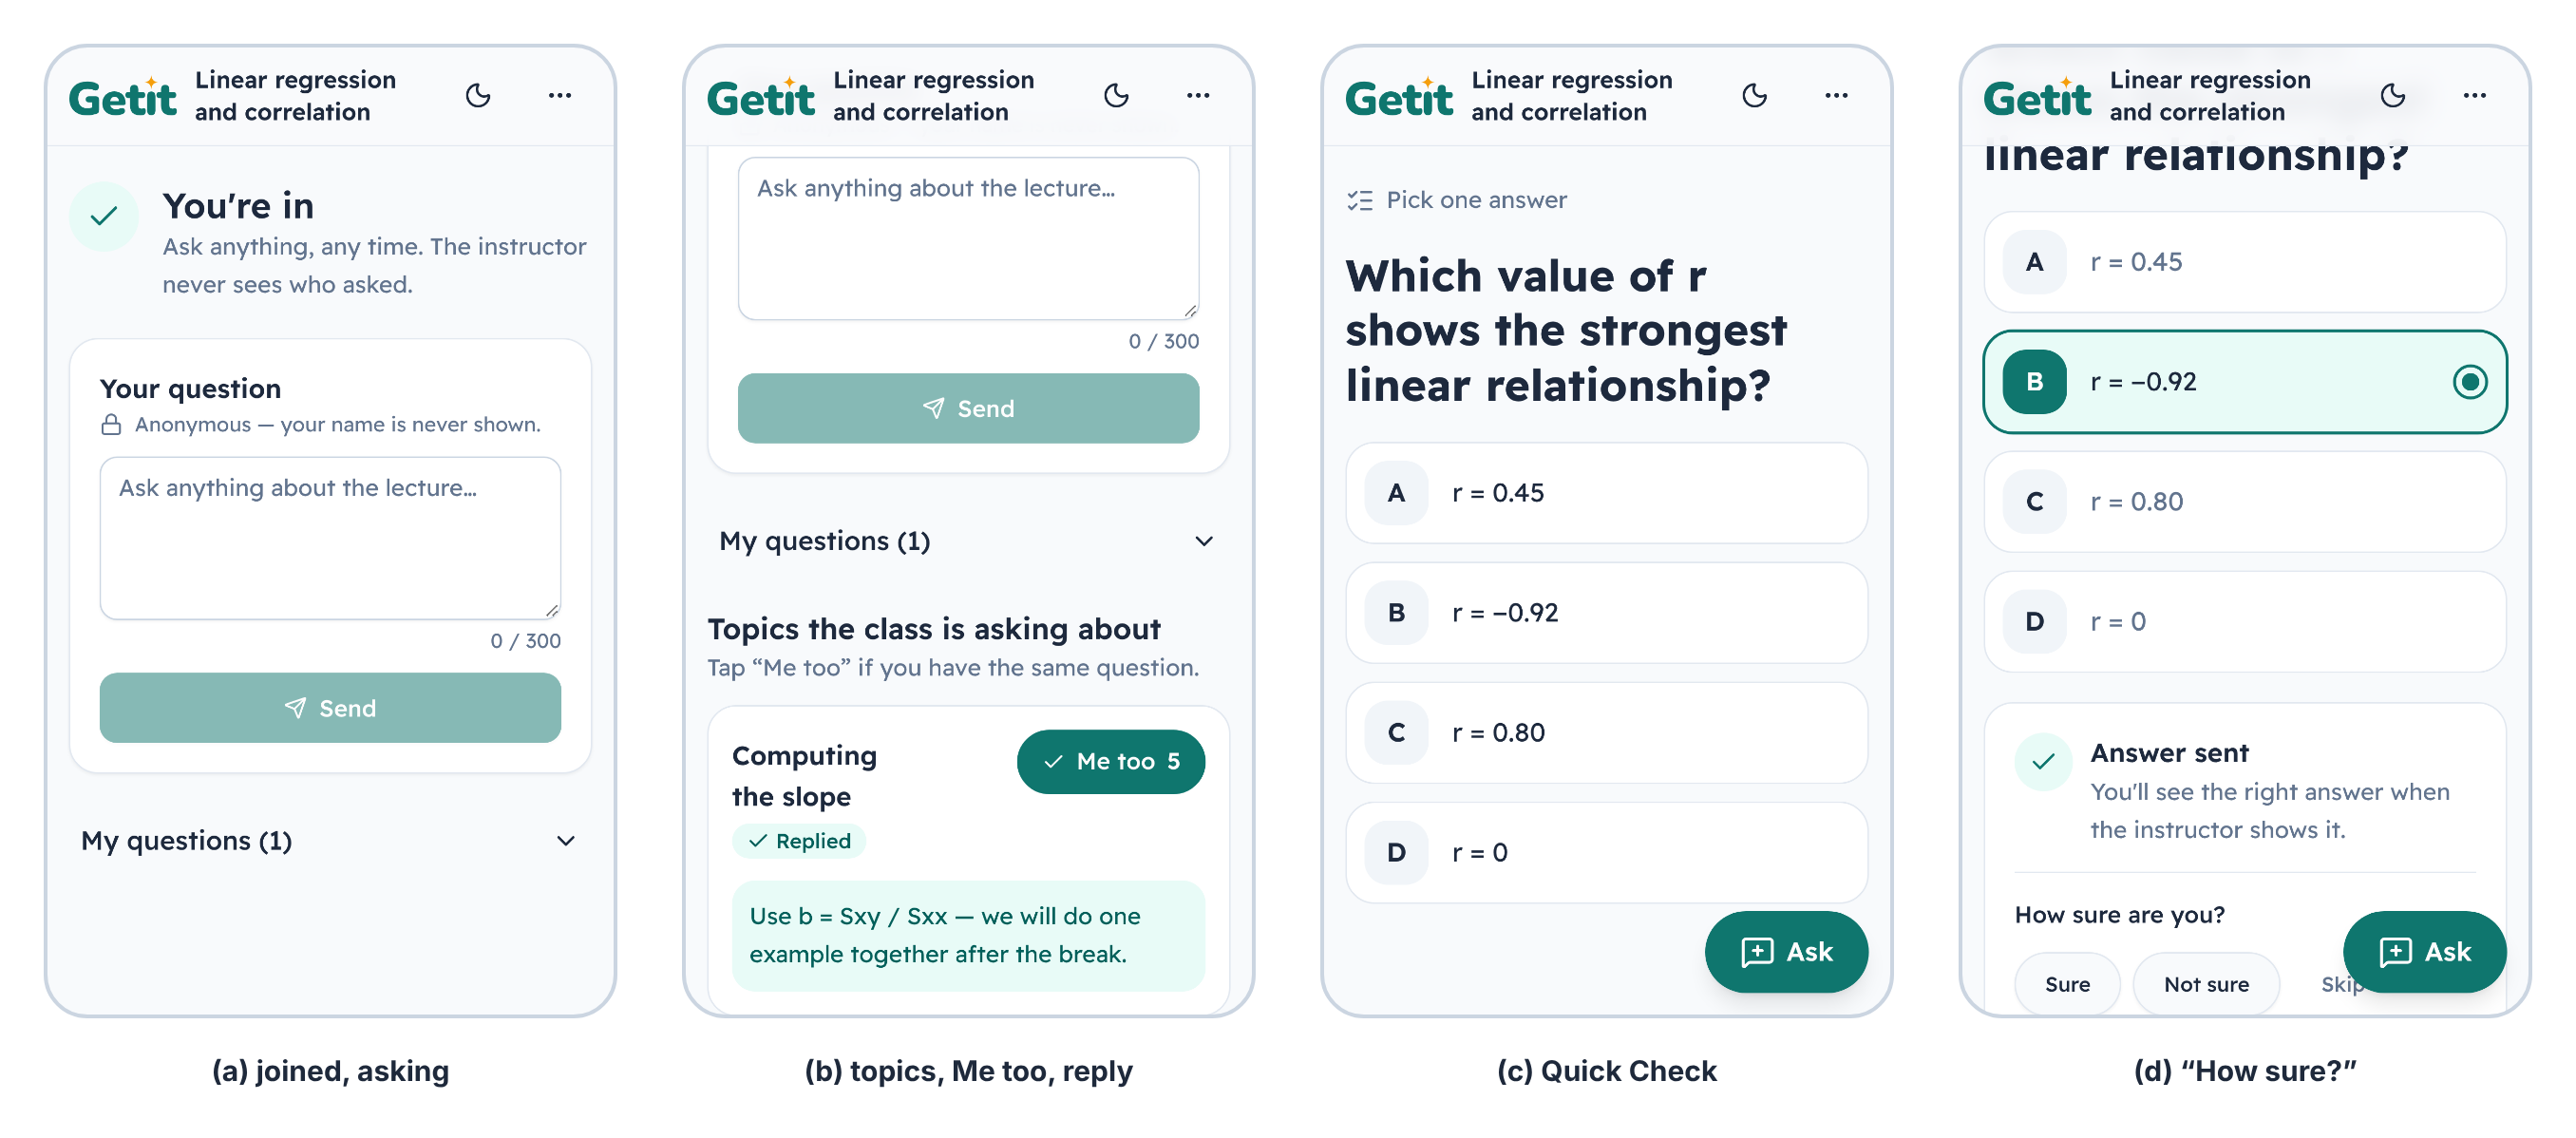 Getit
Linear regression
and correlation
You're in
Ask anything, any time. The instructor
never sees who asked.
Your question
Anonymous — your name is never shown.
Ask anything about the lecture...
0 / 300
Send
My questions (1)
(a) joined, asking
Getit
Linear regression
and correlation
Ask anything about the lecture...
0 / 300
Send
My questions (1)
Topics the class is asking about
Tap “Me too” if you have the same question.
Computing
the slope
Me too 5
Replied
Use b = Sxy / Sxx — we will do one
example together after the break.
(b) topics, Me too, reply
Getit
Linear regression
and correlation
Pick one answer
Which value of r
shows the strongest
linear relationship?
A r = 0.45
B r = −0.92
C r = 0.80
D r = 0
Ask
(c) Quick Check
Getit
Linear regression
and correlation
linear relationship?
A r = 0.45
B r = −0.92
C r = 0.80
D r = 0
Answer sent
You'll see the right answer when
the instructor shows it.
How sure are you?
Sure
Not sure
Skip
Ask
(d) “How sure?”